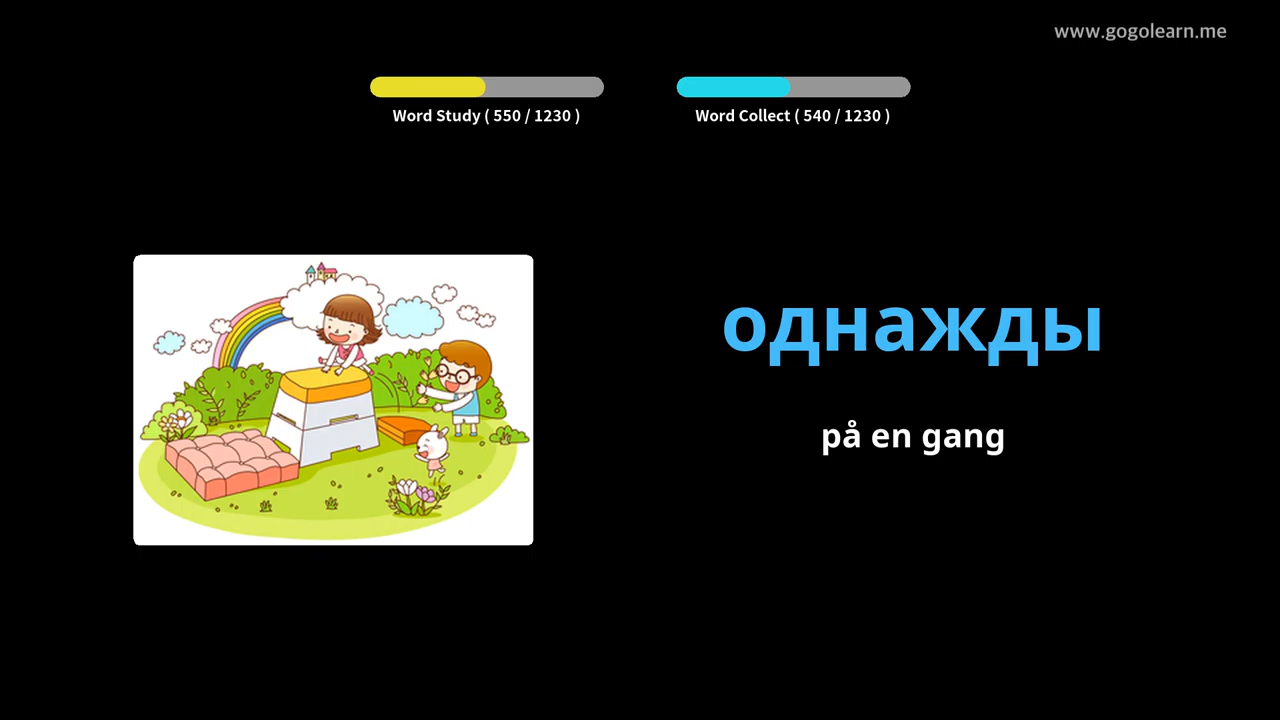 www.gogolearn.me
Word Study ( 550 / 1230 )
Word Collect ( 540 / 1230 )
однажды
på en gang